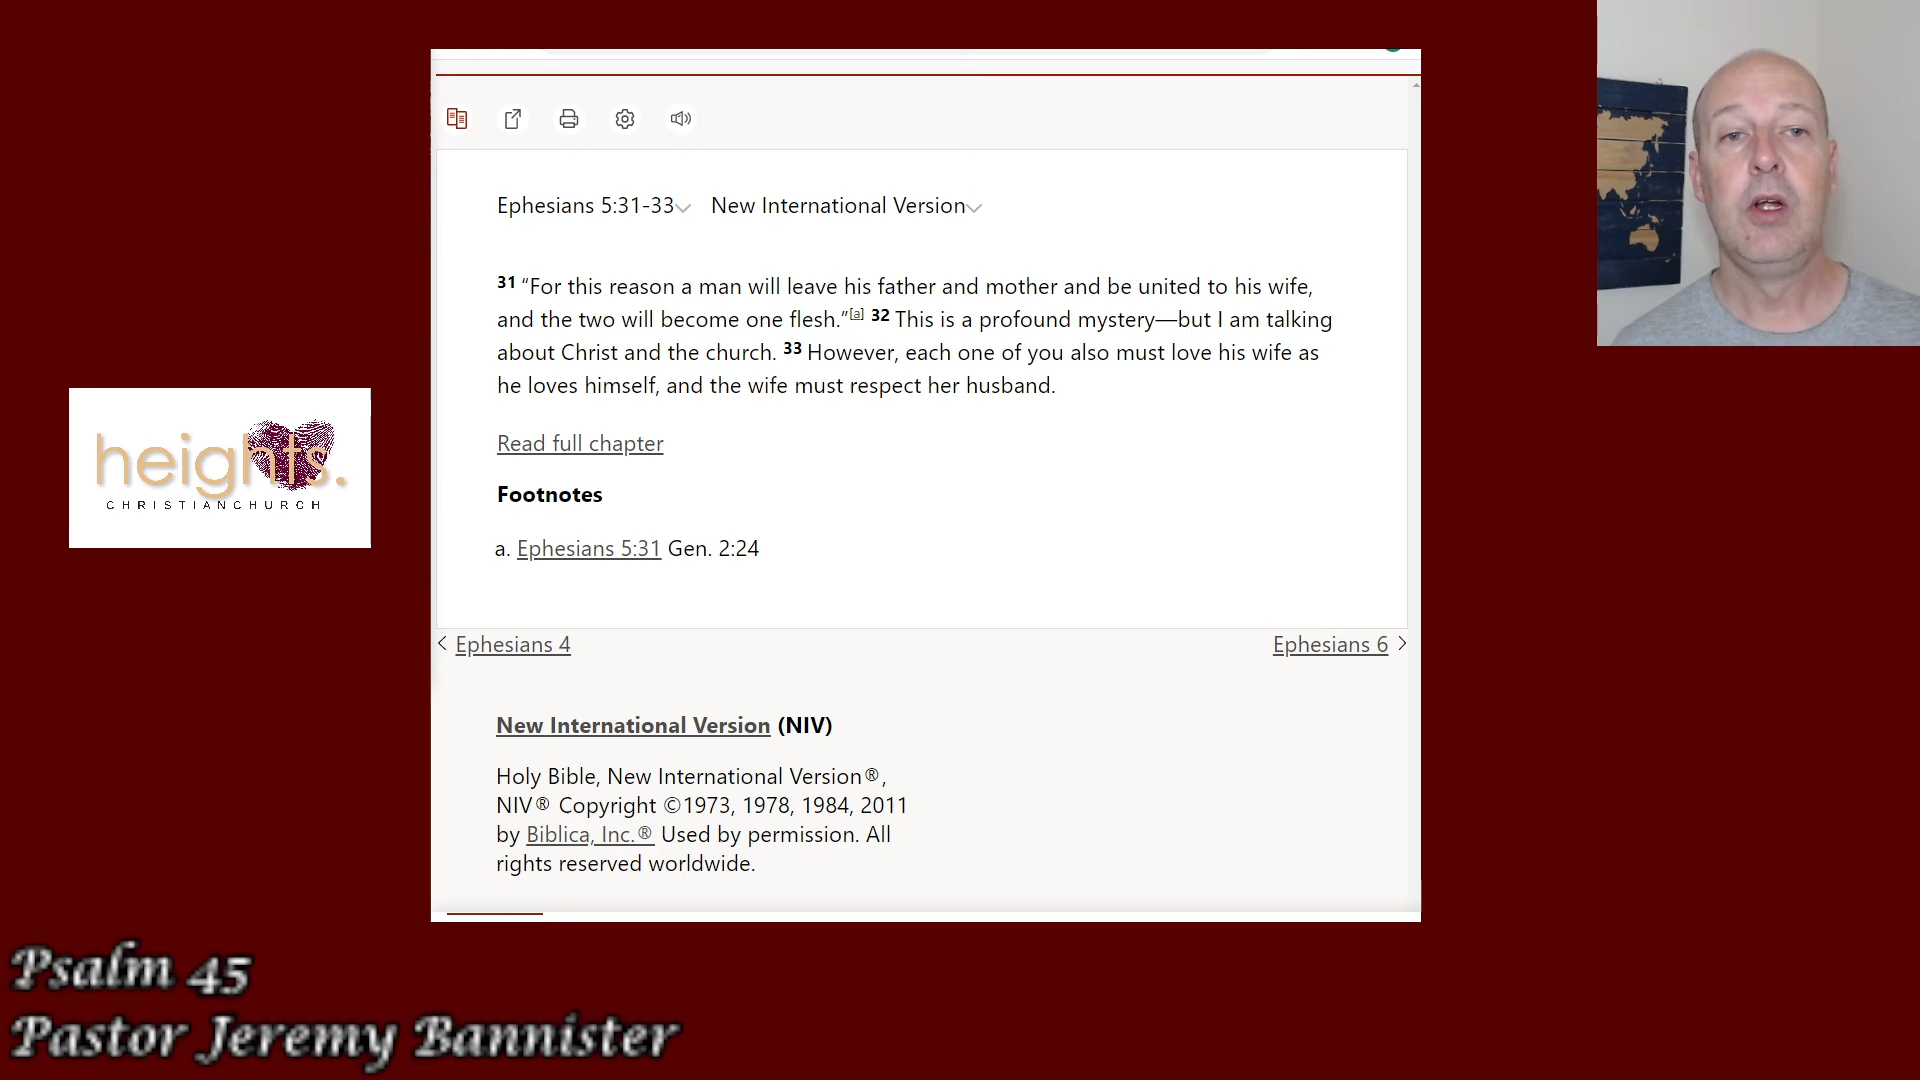 Ephesians 5:31-33 New International Version
31 “For this reason a man will leave his father and mother and be united to his wife,
and the two will become one flesh.”[a] 32 This is a profound mystery—but I am talking
about Christ and the church. 33 However, each one of you also must love his wife as
he loves himself, and the wife must respect her husband.
Read full chapter
heights.
CHRISTIANCHURCH
Footnotes
a. Ephesians 5:31 Gen. 2:24
Ephesians 4 Ephesians 6
New International Version (NIV)
Holy Bible, New International Version®,
NIV® Copyright ©1973, 1978, 1984, 2011
by Biblica, Inc.® Used by permission. All
rights reserved worldwide.
Psalm 45
Pastor Jeremy Bannister